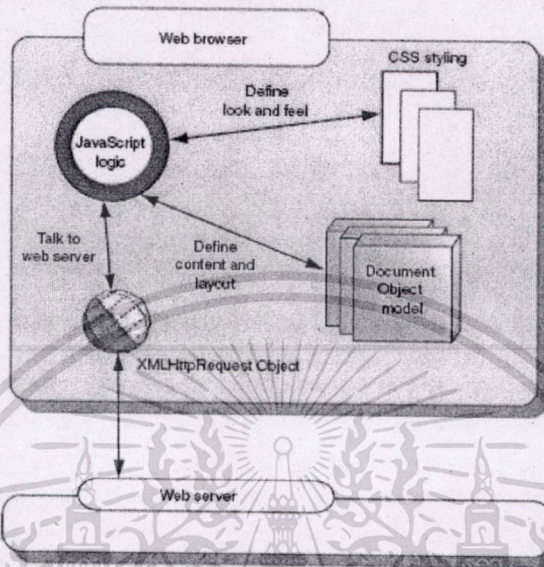 Web browser
CSS styling
Define
look and feel
JavaScript
logic
Talk to
web server
Define
content and
layout
Document
Object
model
XMLHttpRequest Object
Web server